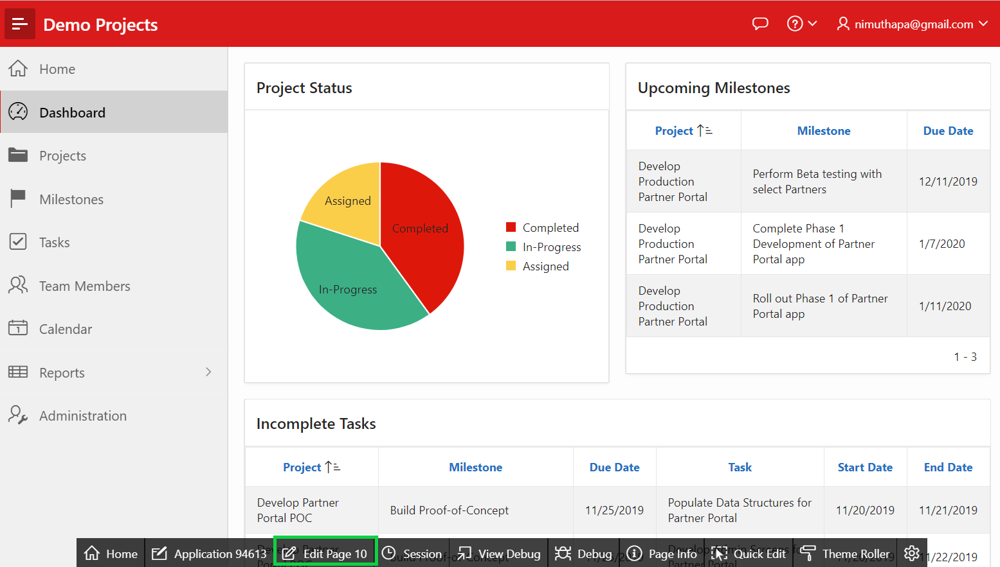 Demo Projects
nimuthapa@gmail.com
Home
Dashboard
Projects
Milestones
Tasks
Team Members
1
Calendar
Reports
Administration
Project Status
Assigned
Completed
In-Progress
Completed
In-Progress
Assigned
Upcoming Milestones
Project Milestone Due Date
Develop
Production
Partner Portal
Perform Beta testing with
select Partners
12/11/2019
Develop
Production
Partner Portal
Complete Phase 1
Development of Partner
Portal app
1/7/2020
Develop
Production
Partner Portal
Roll out Phase 1 of Partner
Portal app
1/11/2020
1 - 3
Incomplete Tasks
Project Milestone Due Date Task Start Date End Date
Develop Partner
Portal POC
Build Proof-of-Concept
11/25/2019
Populate Data Structures for
Partner Portal
11/20/2019
11/21/2019
11/22/2019
Home Application 94613 Edit Page 10 Session View Debug Debug Page Info Quick Edit Theme Roller